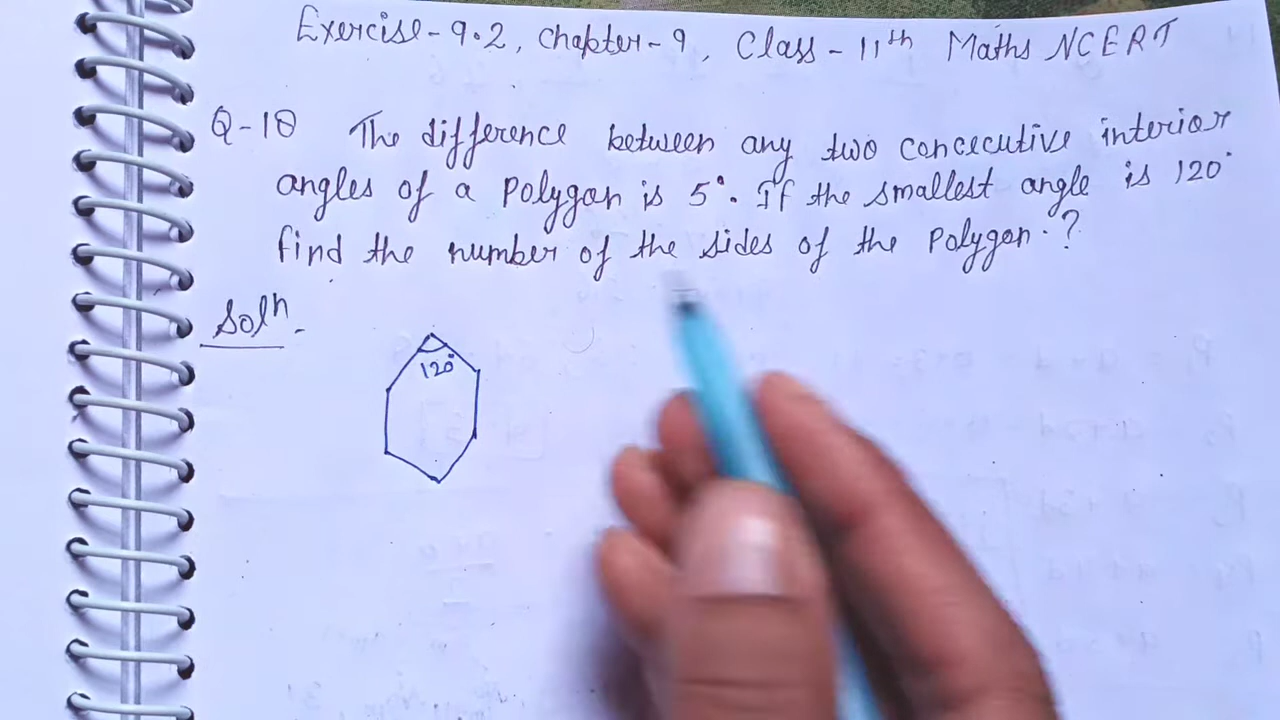 Exercise-9.2, Chapter-9, Class-11th Maths NCERT
Q-18 The difference between any two concecutive interior
angles of a Polygon is 5°. If the smallest angle is 120°
find the number of the sides of the Polygon.?
Solⁿ.
120°